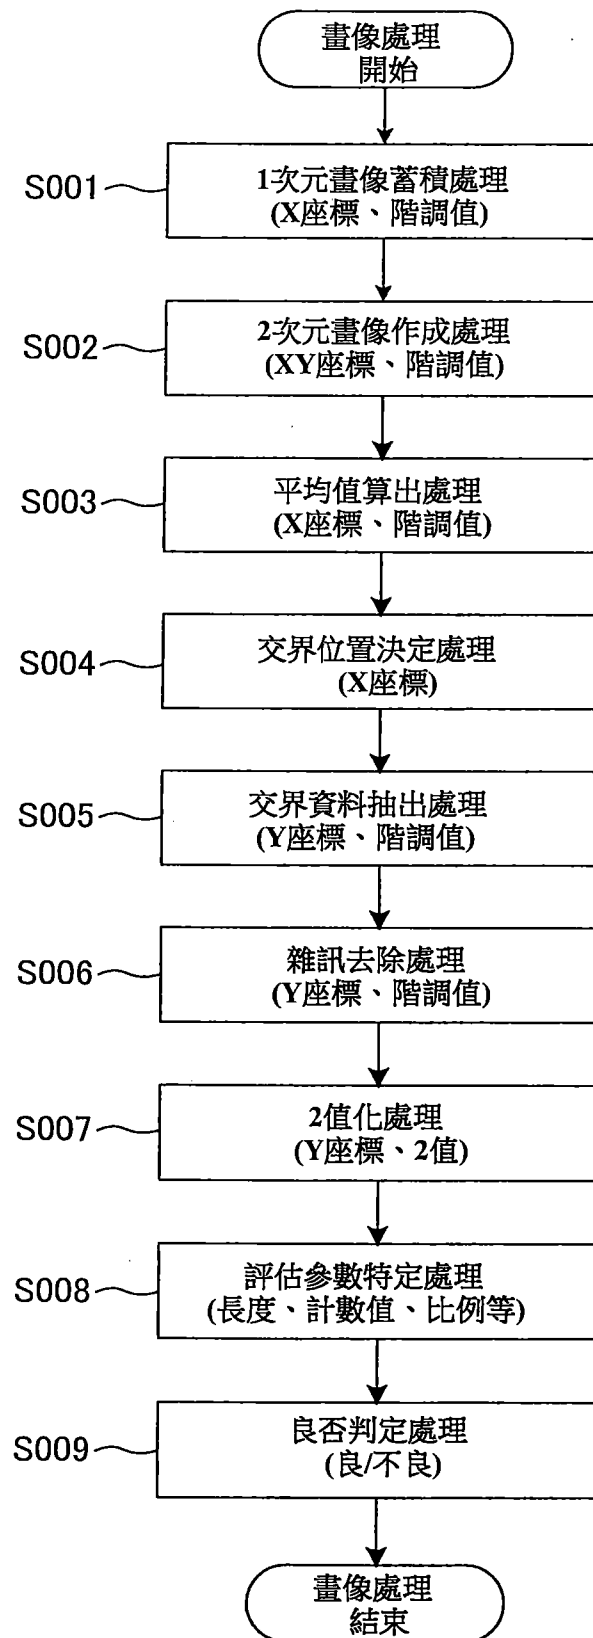 畫像處理
開始
S001
1次元畫像蓄積處理
(X座標、階調值)
S002
2次元畫像作成處理
(XY座標、階調值)
S003
平均值算出處理
(X座標、階調值)
S004
交界位置決定處理
(X座標)
S005
交界資料抽出處理
(Y座標、階調值)
S006
雜訊去除處理
(Y座標、階調值)
S007
2值化處理
(Y座標、2值)
S008
評估參數特定處理
(長度、計數值、比例等)
S009
良否判定處理
(良/不良)
畫像處理
結束